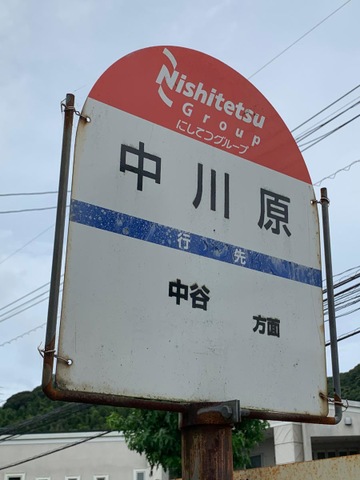 Nishitetsu
Group
にしてつグループ
中川原
行先
中谷
方面